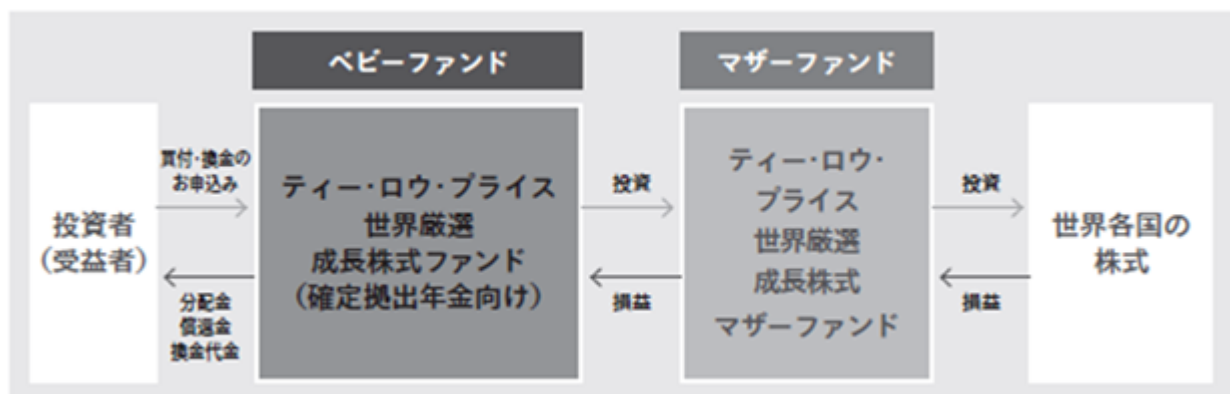 ベビーファンド
マザーファンド
投資者
（受益者）
買付・換金の
お申込み
分配金
償還金
換金代金
ティー・ロウ・プライス
世界厳選
成長株式ファンド
（確定拠出年金向け）
投資
損益
ティー・ロウ・
プライス
世界厳選
成長株式
マザーファンド
投資
損益
世界各国の
株式